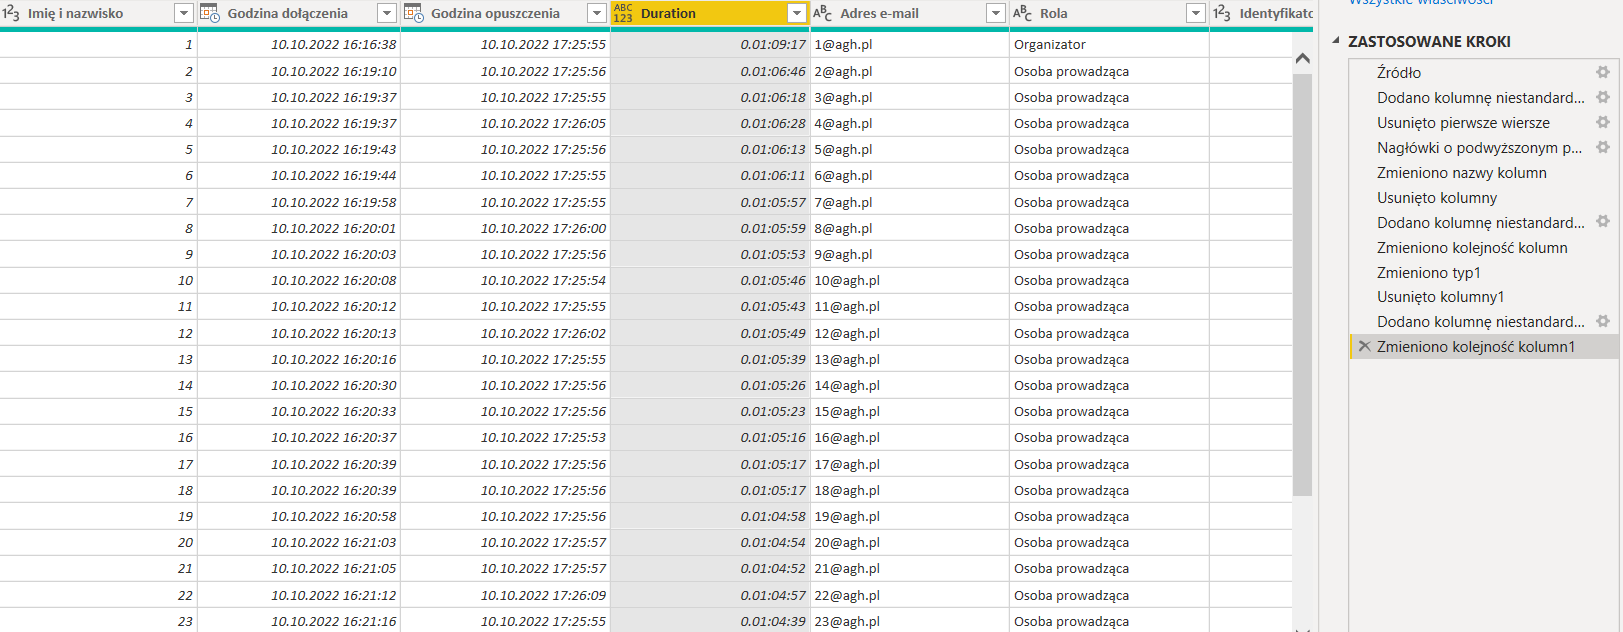 Wszystkie właściwości
1²3 Imię i nazwisko Godzina dołączenia Godzina opuszczenia ABC 123 Duration ABC Adres e-mail ABC Rola 1²3 Identyfikato
1 10.10.2022 16:16:38 10.10.2022 17:25:55 0.01:09:17 1@agh.pl Organizator
2 10.10.2022 16:19:10 10.10.2022 17:25:56 0.01:06:46 2@agh.pl Osoba prowadząca
3 10.10.2022 16:19:37 10.10.2022 17:25:55 0.01:06:18 3@agh.pl Osoba prowadząca
4 10.10.2022 16:19:37 10.10.2022 17:26:05 0.01:06:28 4@agh.pl Osoba prowadząca
5 10.10.2022 16:19:43 10.10.2022 17:25:56 0.01:06:13 5@agh.pl Osoba prowadząca
6 10.10.2022 16:19:44 10.10.2022 17:25:55 0.01:06:11 6@agh.pl Osoba prowadząca
7 10.10.2022 16:19:58 10.10.2022 17:25:55 0.01:05:57 7@agh.pl Osoba prowadząca
8 10.10.2022 16:20:01 10.10.2022 17:26:00 0.01:05:59 8@agh.pl Osoba prowadząca
9 10.10.2022 16:20:03 10.10.2022 17:25:56 0.01:05:53 9@agh.pl Osoba prowadząca
10 10.10.2022 16:20:08 10.10.2022 17:25:54 0.01:05:46 10@agh.pl Osoba prowadząca
11 10.10.2022 16:20:12 10.10.2022 17:25:55 0.01:05:43 11@agh.pl Osoba prowadząca
12 10.10.2022 16:20:13 10.10.2022 17:26:02 0.01:05:49 12@agh.pl Osoba prowadząca
13 10.10.2022 16:20:16 10.10.2022 17:25:55 0.01:05:39 13@agh.pl Osoba prowadząca
14 10.10.2022 16:20:30 10.10.2022 17:25:56 0.01:05:26 14@agh.pl Osoba prowadząca
15 10.10.2022 16:20:33 10.10.2022 17:25:56 0.01:05:23 15@agh.pl Osoba prowadząca
16 10.10.2022 16:20:37 10.10.2022 17:25:53 0.01:05:16 16@agh.pl Osoba prowadząca
17 10.10.2022 16:20:39 10.10.2022 17:25:56 0.01:05:17 17@agh.pl Osoba prowadząca
18 10.10.2022 16:20:39 10.10.2022 17:25:56 0.01:05:17 18@agh.pl Osoba prowadząca
19 10.10.2022 16:20:58 10.10.2022 17:25:56 0.01:04:58 19@agh.pl Osoba prowadząca
20 10.10.2022 16:21:03 10.10.2022 17:25:57 0.01:04:54 20@agh.pl Osoba prowadząca
21 10.10.2022 16:21:05 10.10.2022 17:25:57 0.01:04:52 21@agh.pl Osoba prowadząca
22 10.10.2022 16:21:12 10.10.2022 17:26:09 0.01:04:57 22@agh.pl Osoba prowadząca
23 10.10.2022 16:21:16 10.10.2022 17:25:55 0.01:04:39 23@agh.pl Osoba prowadząca
ZASTOSOWANE KROKI
Źródło
Dodano kolumnę niestandard...
Usunięto pierwsze wiersze
Nagłówki o podwyższonym p...
Zmieniono nazwy kolumn
Usunięto kolumny
Dodano kolumnę niestandard...
Zmieniono kolejność kolumn
Zmieniono typ1
Usunięto kolumny1
Dodano kolumnę niestandard...
Zmieniono kolejność kolumn1